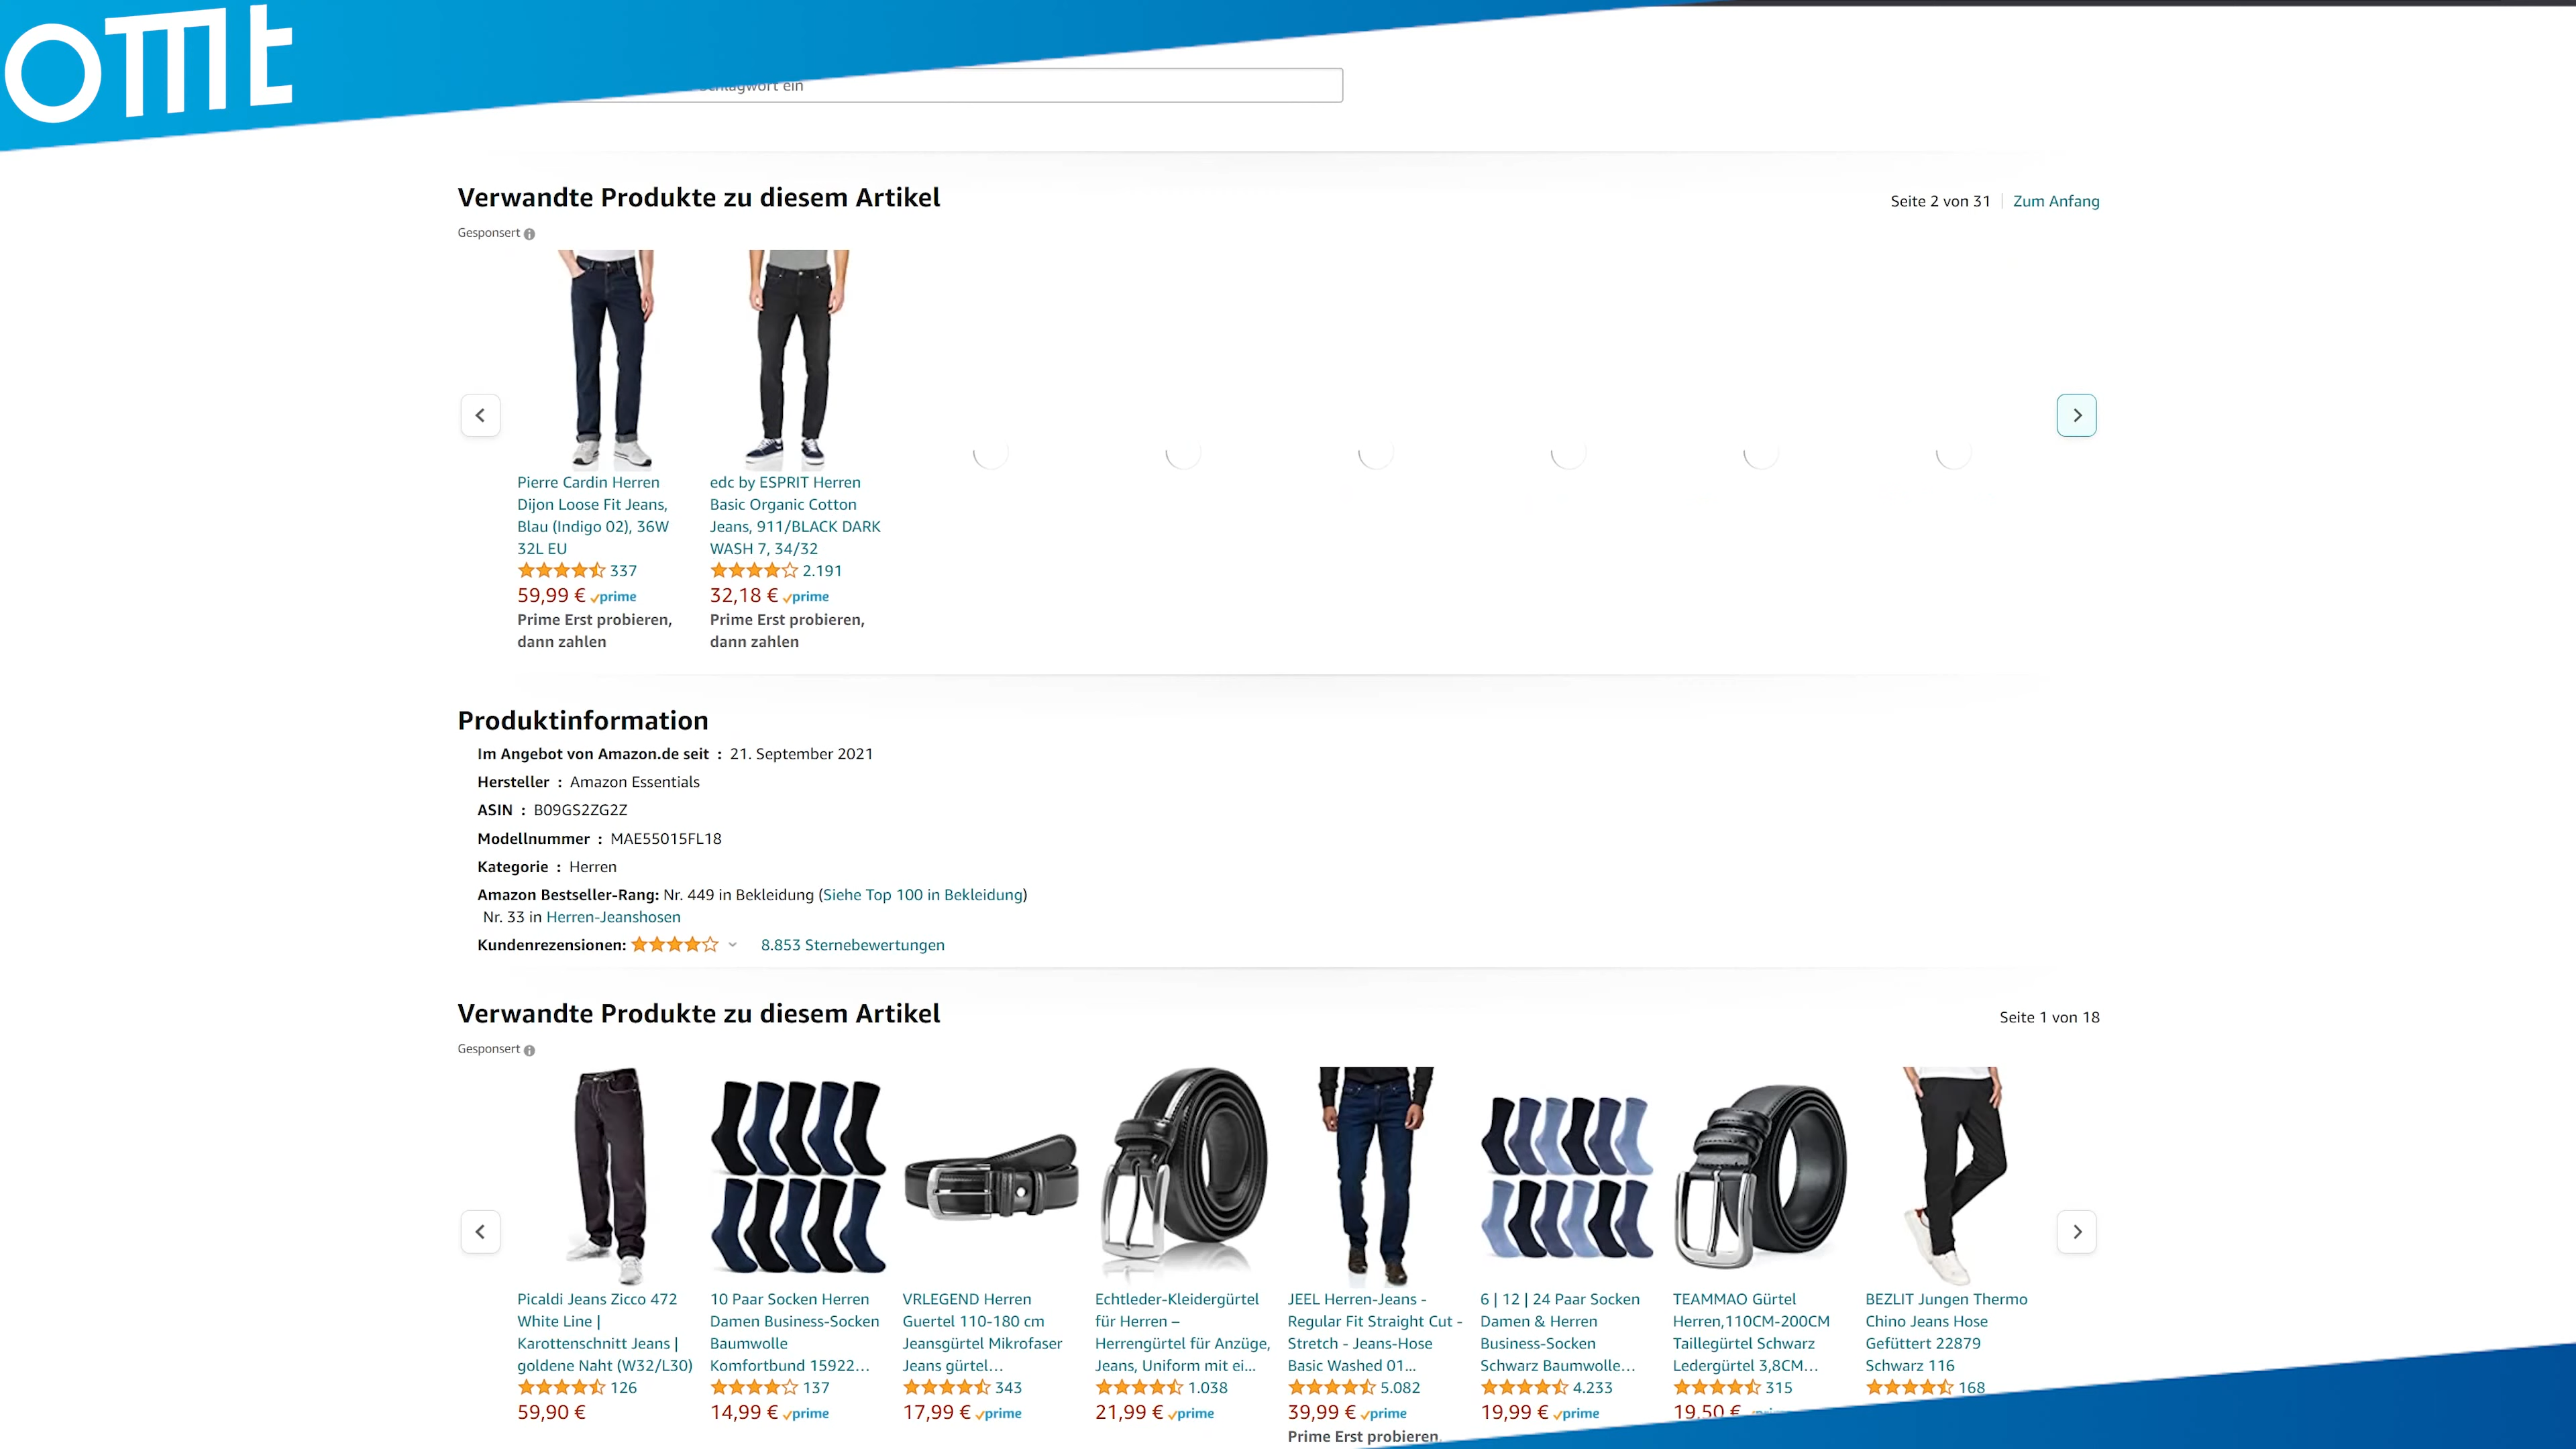 omt
Schlagwort ein
Verwandte Produkte zu diesem Artikel
Seite 2 von 31 | Zum Anfang
Gesponsert
Pierre Cardin Herren
Dijon Loose Fit Jeans,
Blau (Indigo 02), 36W
32L EU
337
59,99 € prime
Prime Erst probieren,
dann zahlen
edc by ESPRIT Herren
Basic Organic Cotton
Jeans, 911/BLACK DARK
WASH 7, 34/32
2.191
32,18 € prime
Prime Erst probieren,
dann zahlen
Produktinformation
Im Angebot von Amazon.de seit : 21. September 2021
Hersteller : Amazon Essentials
ASIN : B09GS2ZG2Z
Modellnummer : MAE55015FL18
Kategorie : Herren
Amazon Bestseller-Rang: Nr. 449 in Bekleidung (Siehe Top 100 in Bekleidung)
Nr. 33 in Herren-Jeanshosen
Kundenrezensionen: 8.853 Sternebewertungen
Verwandte Produkte zu diesem Artikel
Seite 1 von 18
Gesponsert
Picaldi Jeans Zicco 472
White Line |
Karottenschnitt Jeans |
goldene Naht (W32/L30)
126
59,90 €
10 Paar Socken Herren
Damen Business-Socken
Baumwolle
Komfortbund 15922...
137
14,99 € prime
VRLEGEND Herren
Guertel 110-180 cm
Jeansgürtel Mikrofaser
Jeans gürtel...
343
17,99 € prime
Echtleder-Kleidergürtel
für Herren –
Herrengürtel für Anzüge,
Jeans, Uniform mit ei...
1.038
21,99 € prime
JEEL Herren-Jeans -
Regular Fit Straight Cut -
Stretch - Jeans-Hose
Basic Washed 01...
5.082
39,99 € prime
Prime Erst probieren,
6 | 12 | 24 Paar Socken
Damen & Herren
Business-Socken
Schwarz Baumwolle...
4.233
19,99 € prime
TEAMMAO Gürtel
Herren,110CM-200CM
Taillegürtel Schwarz
Ledergürtel 3,8CM...
315
19,50 €
BEZLIT Jungen Thermo
Chino Jeans Hose
Gefüttert 22879
Schwarz 116
168